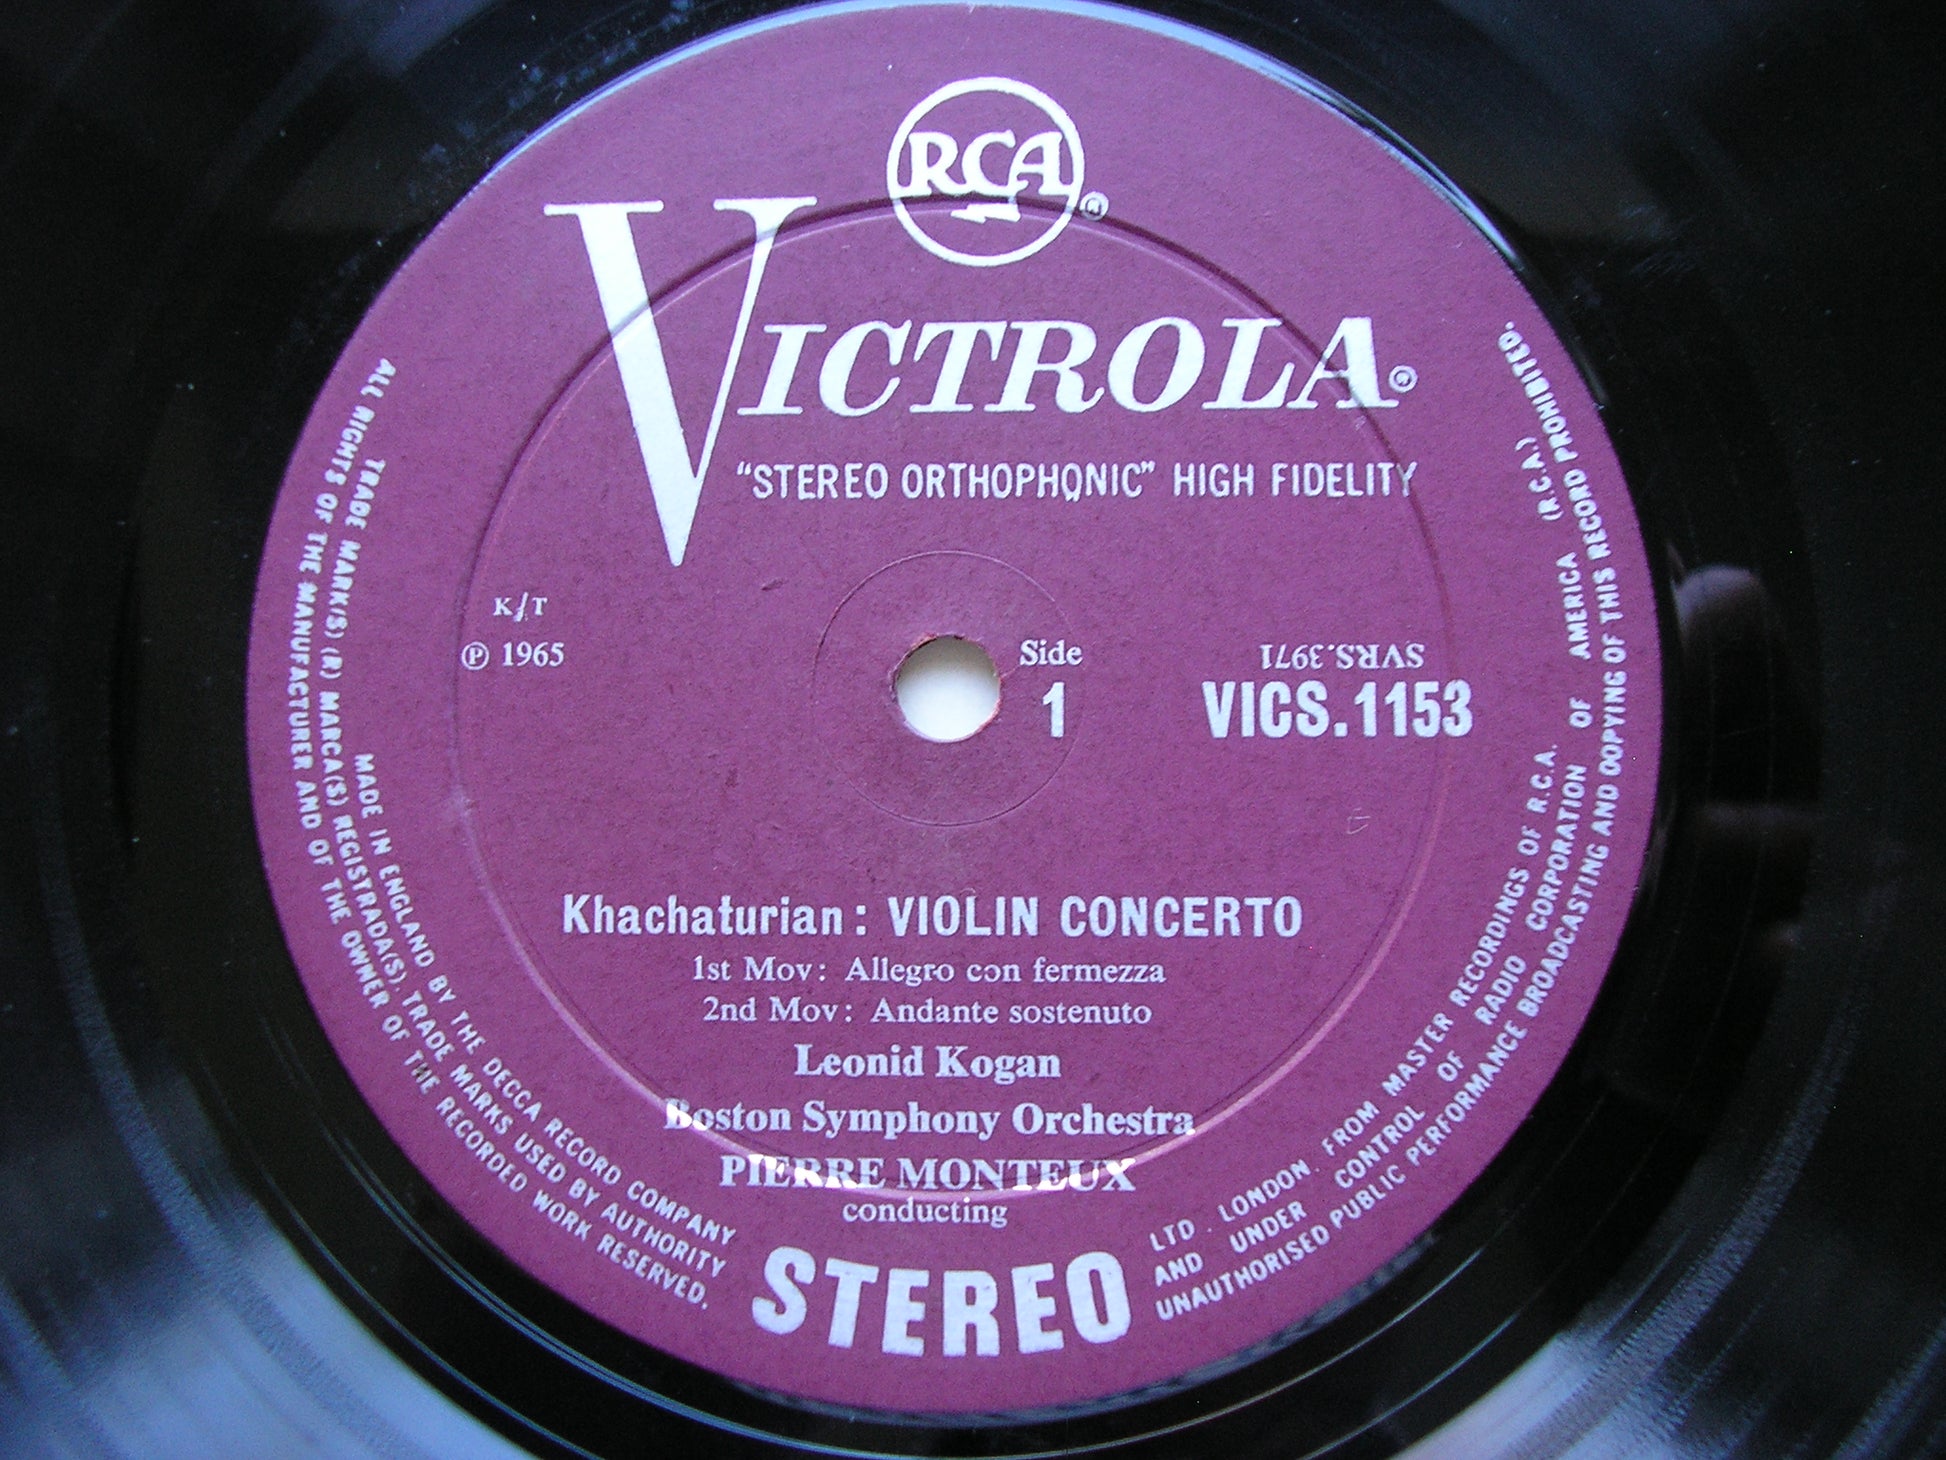 RCA
®
VICTROLA®
"STEREO ORTHOPHONIC" HIGH FIDELITY
K/T
℗ 1965
Side
1
SVRS.3971
VICS.1153
Khachaturian: VIOLIN CONCERTO
1st Mov: Allegro con fermezza
2nd Mov: Andante sostenuto
Leonid Kogan
Boston Symphony Orchestra
PIERRE MONTEUX
conducting
STEREO
MADE IN ENGLAND BY THE DECCA RECORD COMPANY LTD. LONDON. FROM MASTER RECORDINGS OF R.C.A.
TRADE MARK(S) (R) MARCA(S) REGISTRADA(S). TRADE MARKS USED BY AUTHORITY AND UNDER CONTROL OF RADIO CORPORATION OF AMERICA (R.C.A.)
ALL RIGHTS OF THE MANUFACTURER AND OF THE OWNER OF THE RECORDED WORK RESERVED. UNAUTHORISED PUBLIC PERFORMANCE BROADCASTING AND COPYING OF THIS RECORD PROHIBITED.